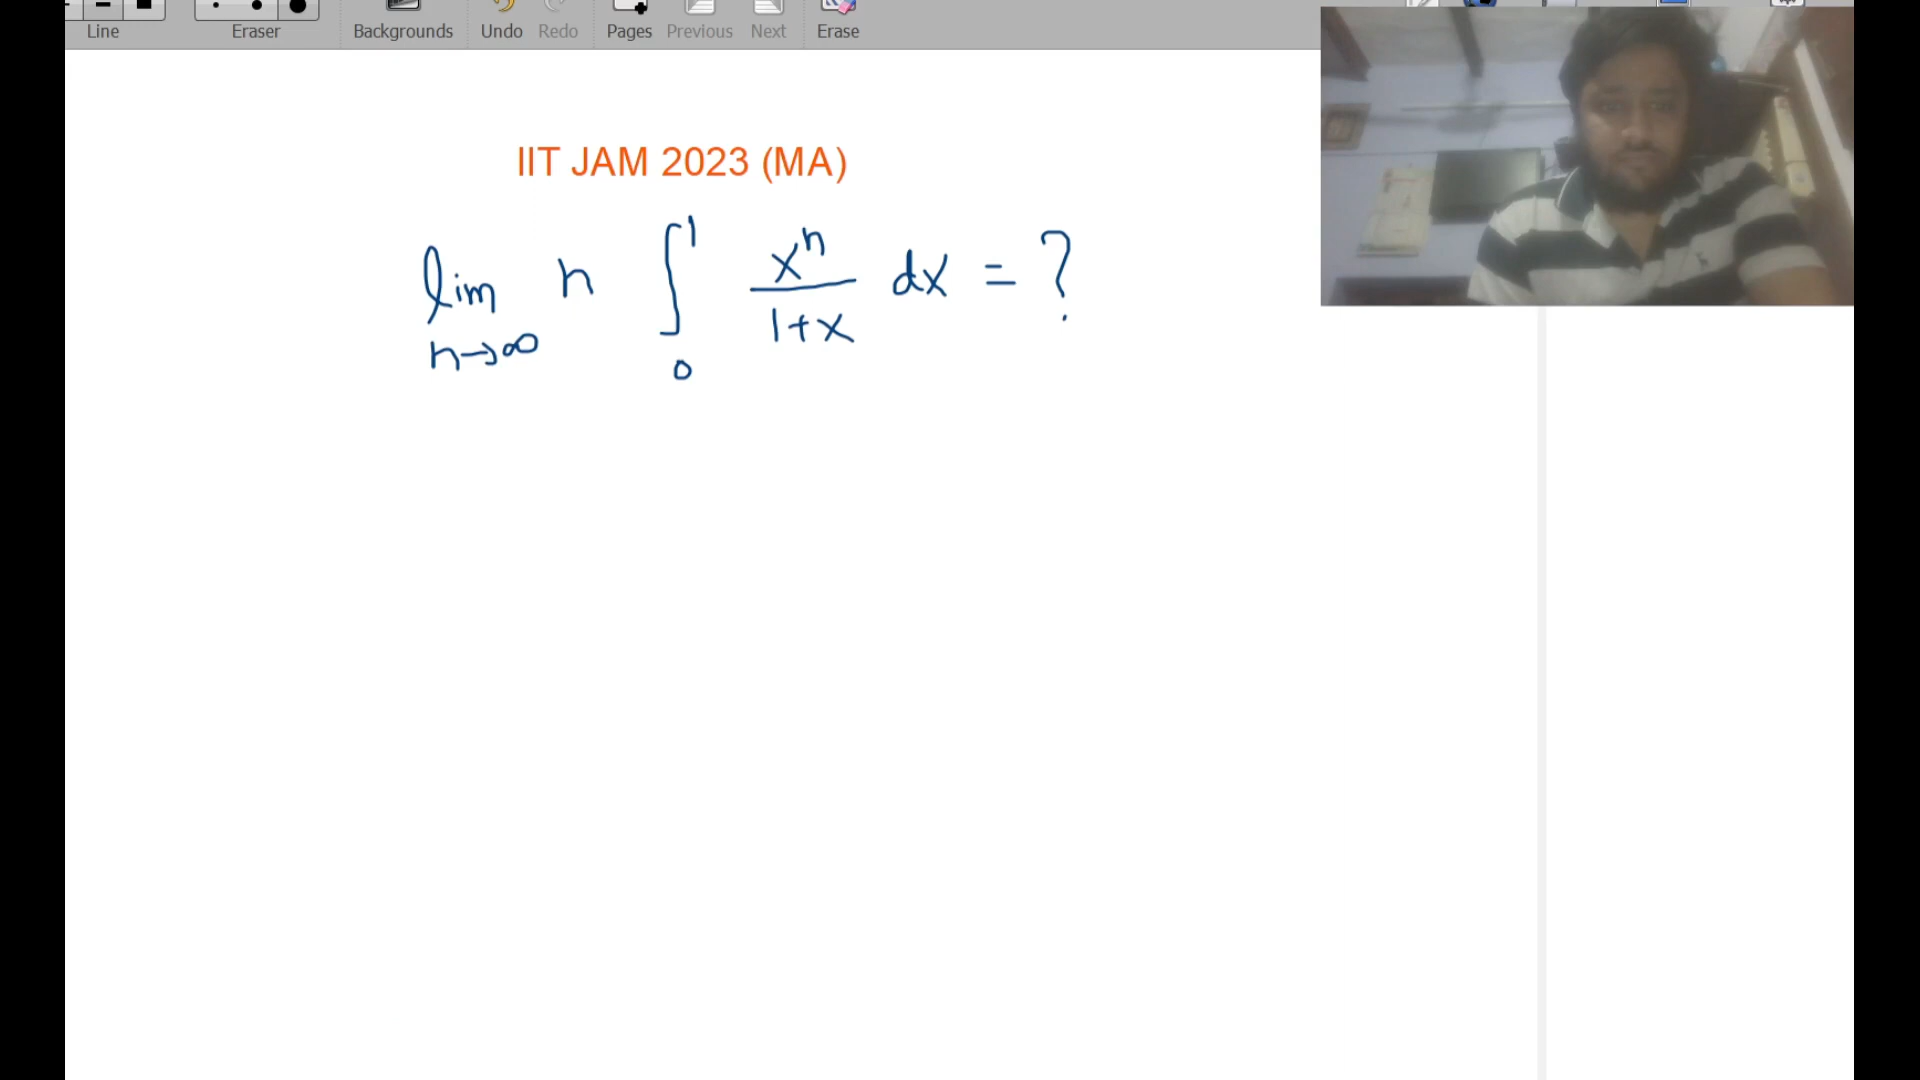 Line Eraser Backgrounds Undo Redo Pages Previous Next Erase
IIT JAM 2023 (MA)
lim n→∞ n ∫₀¹ xⁿ/(1+x) dx = ?